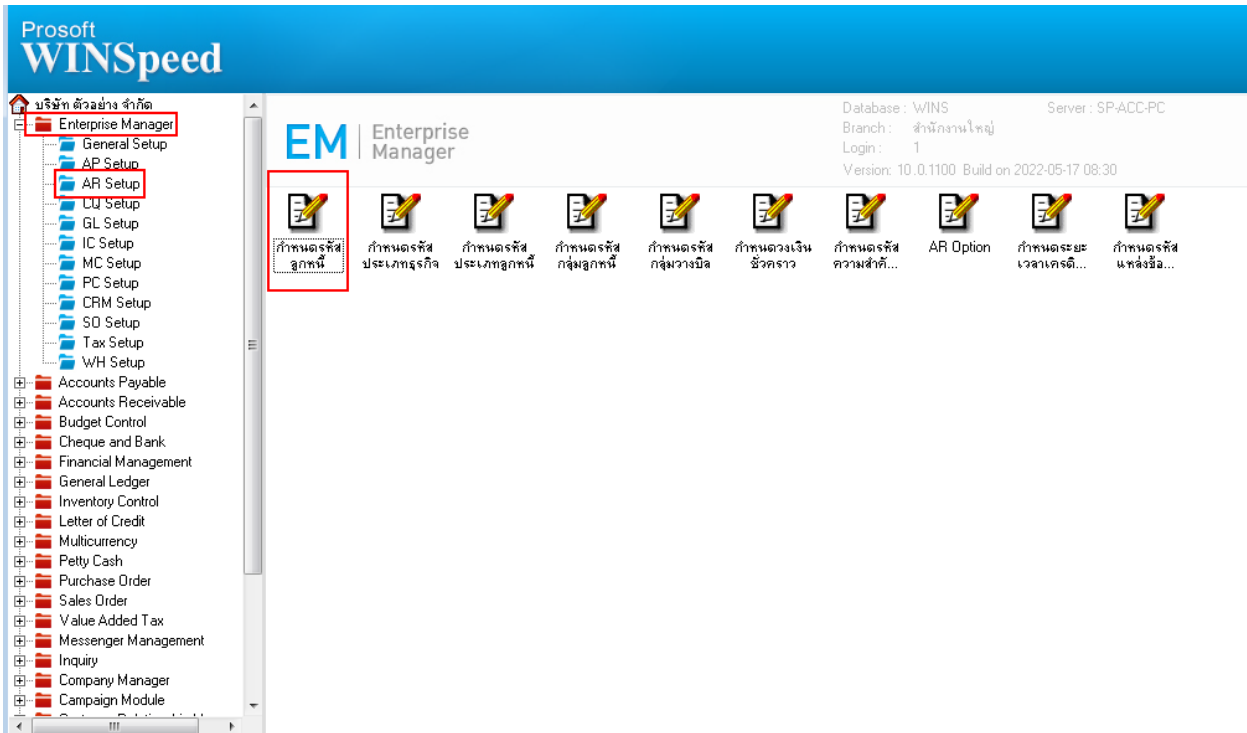 Prosoft
WINSpeed
บริษัท ตัวอย่าง จำกัด
Enterprise Manager
General Setup
AP Setup
AR Setup
CQ Setup
GL Setup
IC Setup
MC Setup
PC Setup
CRM Setup
SO Setup
Tax Setup
WH Setup
Accounts Payable
Accounts Receivable
Budget Control
Cheque and Bank
Financial Management
General Ledger
Inventory Control
Letter of Credit
Multicurrency
Petty Cash
Purchase Order
Sales Order
Value Added Tax
Messenger Management
Inquiry
Company Manager
Campaign Module
EM Enterprise
Manager
Database : WINS Server : SP-ACC-PC
Branch : สำนักงานใหญ่
Login : 1
Version: 10.0.1100 Build on 2022-05-17 08:30
กำหนดรหัส
ลูกหนี้
กำหนดรหัส
ประเภทธุรกิจ
กำหนดรหัส
ประเภทลูกหนี้
กำหนดรหัส
กลุ่มลูกหนี้
กำหนดรหัส
กลุ่มวางบิล
กำหนดวงเงิน
ชั่วคราว
กำหนดรหัส
ความสำคั...
AR Option
กำหนดระยะ
เวลาเครดิ...
กำหนดรหัส
แหล่งข้อ...